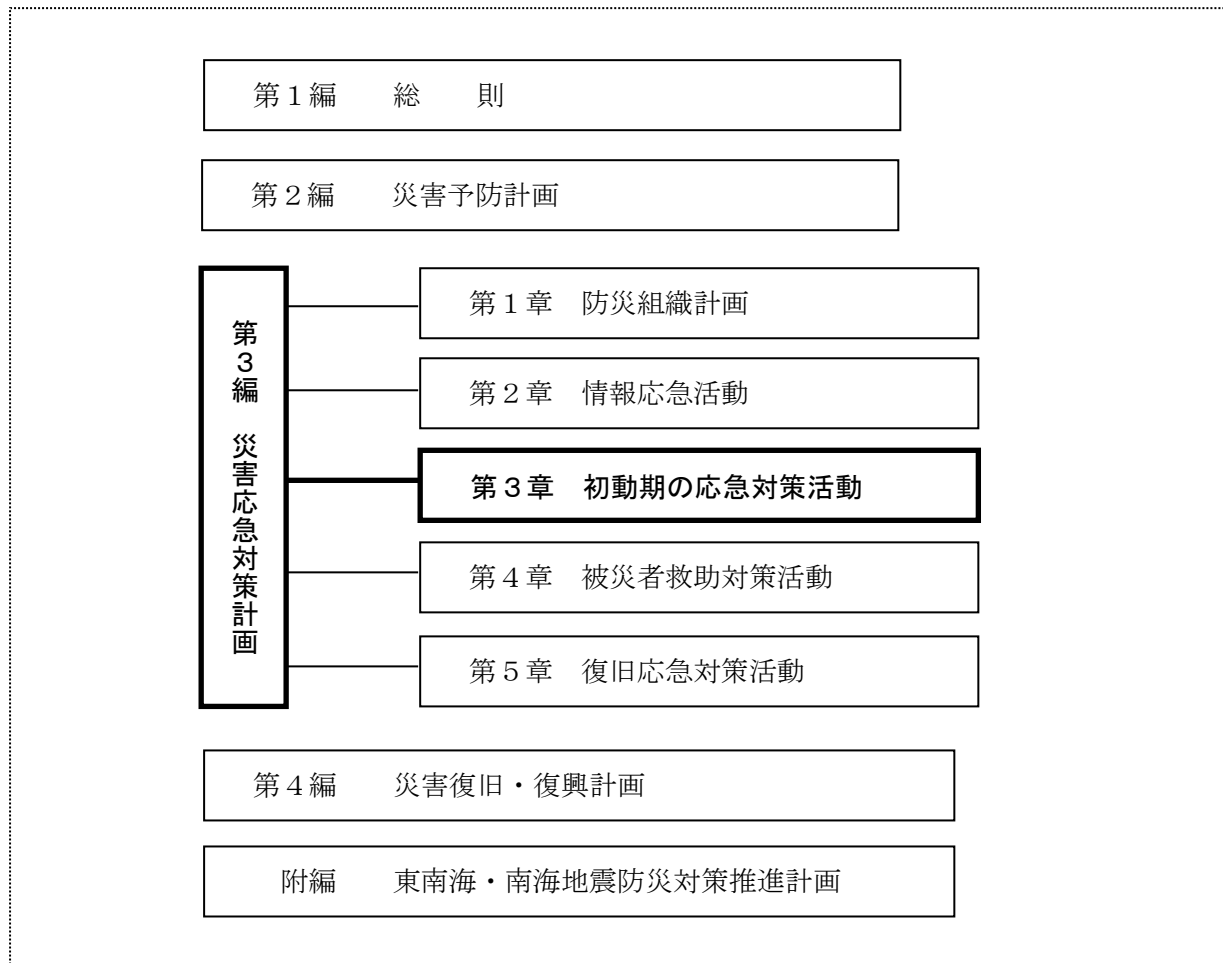 第１編　　総　　則
第２編　　災害予防計画
第３編　災害応急対策計画
第１章　防災組織計画
第２章　情報応急活動
第３章　初動期の応急対策活動
第４章　被災者救助対策活動
第５章　復旧応急対策活動
第４編　　災害復旧・復興計画
附編　　東南海・南海地震防災対策推進計画